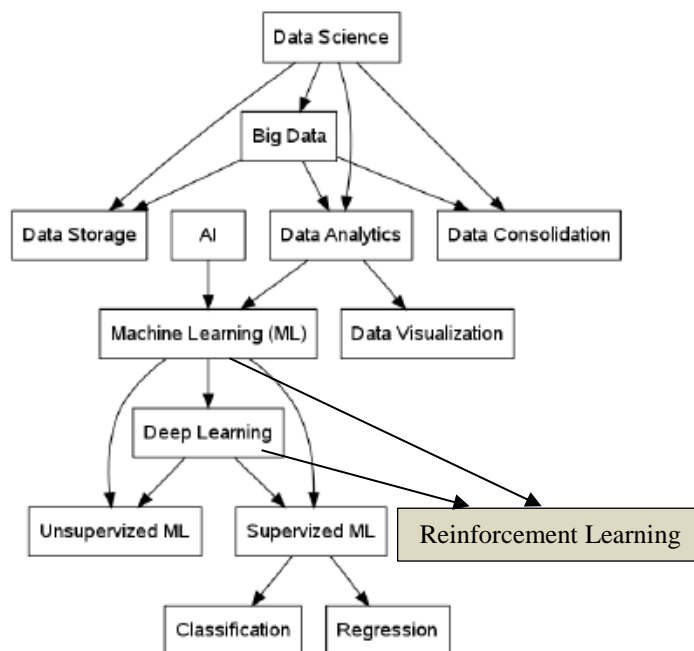 Data Science
Big Data
Data Storage
AI
Data Analytics
Data Consolidation
Machine Learning (ML)
Data Visualization
Deep Learning
Unsupervized ML
Supervized ML
Reinforcement Learning
Classification
Regression